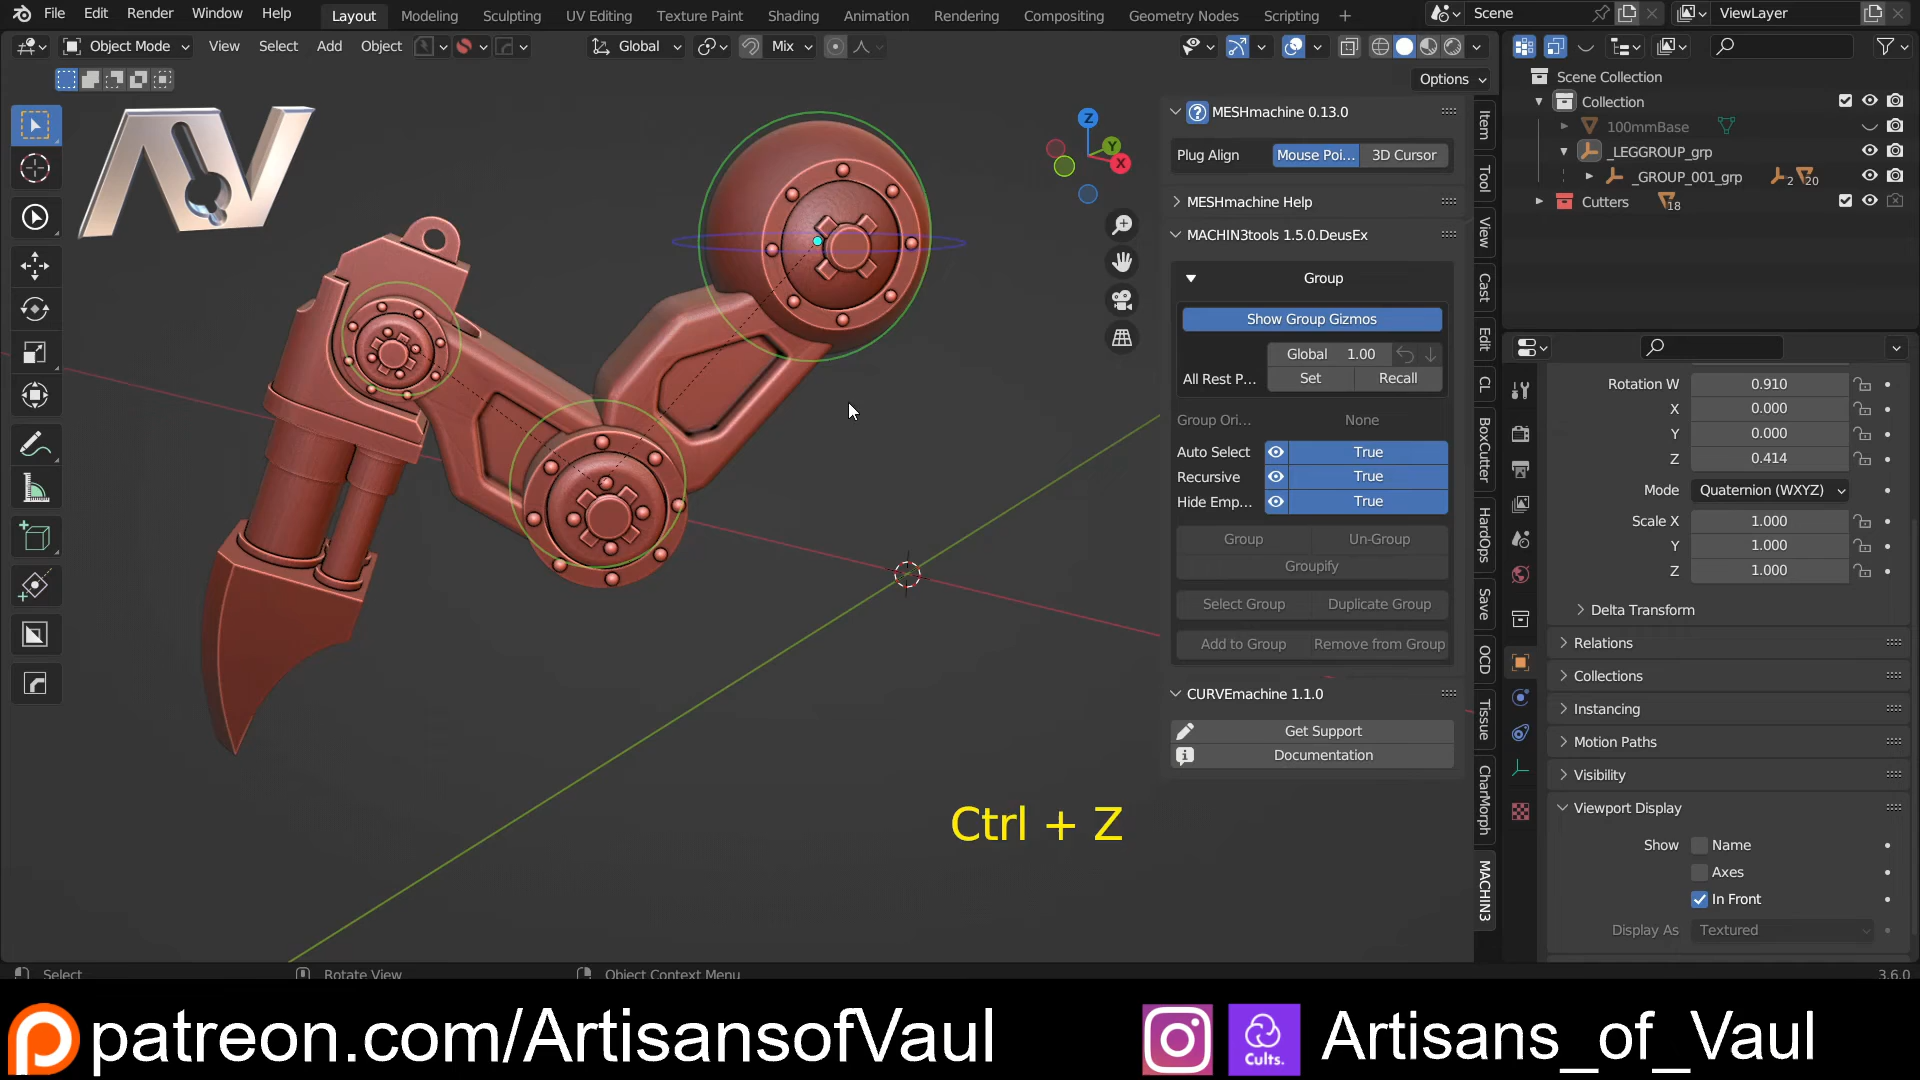 File Edit Render Window Help Layout Modeling Sculpting UV Editing Texture Paint Shading Animation Rendering Compositing Geometry Nodes Scripting + Scene ViewLayer
Object Mode View Select Add Object Global Mix
Options
AV
MESHmachine 0.13.0
Plug Align Mouse Poi... 3D Cursor
MESHmachine Help
MACHIN3tools 1.5.0.DeusEx
Group
Show Group Gizmos
Global 1.00
All Rest P... Set Recall
Group Ori... None
Auto Select True
Recursive True
Hide Emp... True
Group Un-Group
Groupify
Select Group Duplicate Group
Add to Group Remove from Group
CURVEmachine 1.1.0
Get Support
Documentation
Z
Y
X
Item
Tool
View
Cast
Edit
CL
BoxCutter
HardOps
Save
OCD
Tissue
CharMorph
MACHIN3
Scene Collection
Collection
100mmBase
_LEGGROUP_grp
_GROUP_001_grp 2 20
Cutters 18
Rotation W 0.910
X 0.000
Y 0.000
Z 0.414
Mode Quaternion (WXYZ)
Scale X 1.000
Y 1.000
Z 1.000
Delta Transform
Relations
Collections
Instancing
Motion Paths
Visibility
Viewport Display
Show Name
Axes
In Front
Display As Textured
Ctrl + Z
Select Rotate View Object Context Menu 3.6.0
patreon.com/ArtisansofVaul Cults. Artisans_of_Vaul